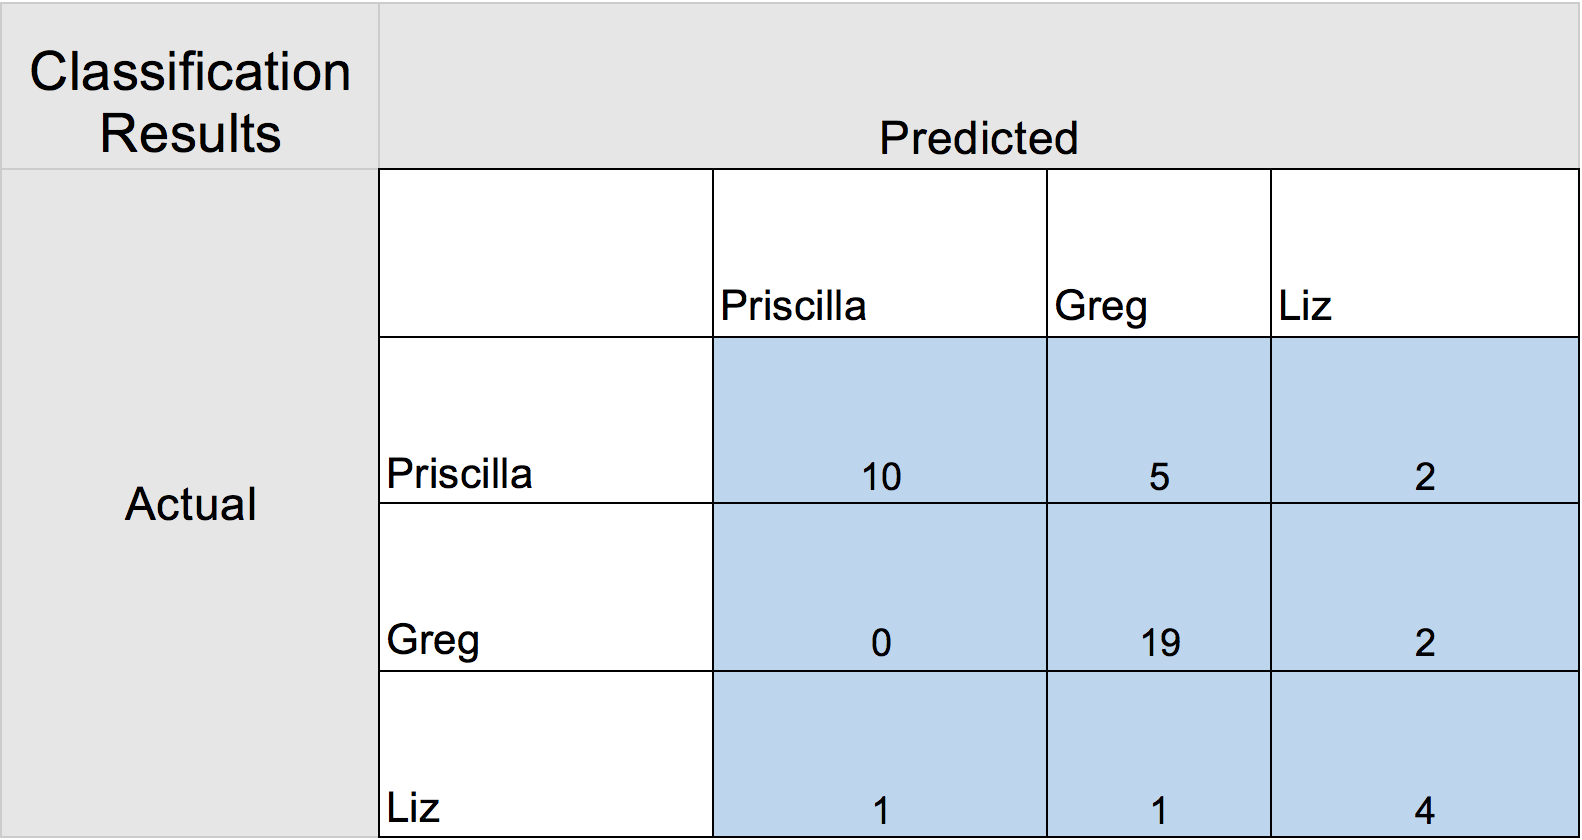 Classification
Results
Predicted
Priscilla Greg Liz
Priscilla 10 5 2
Actual
Greg 0 19 2
Liz 1 1 4